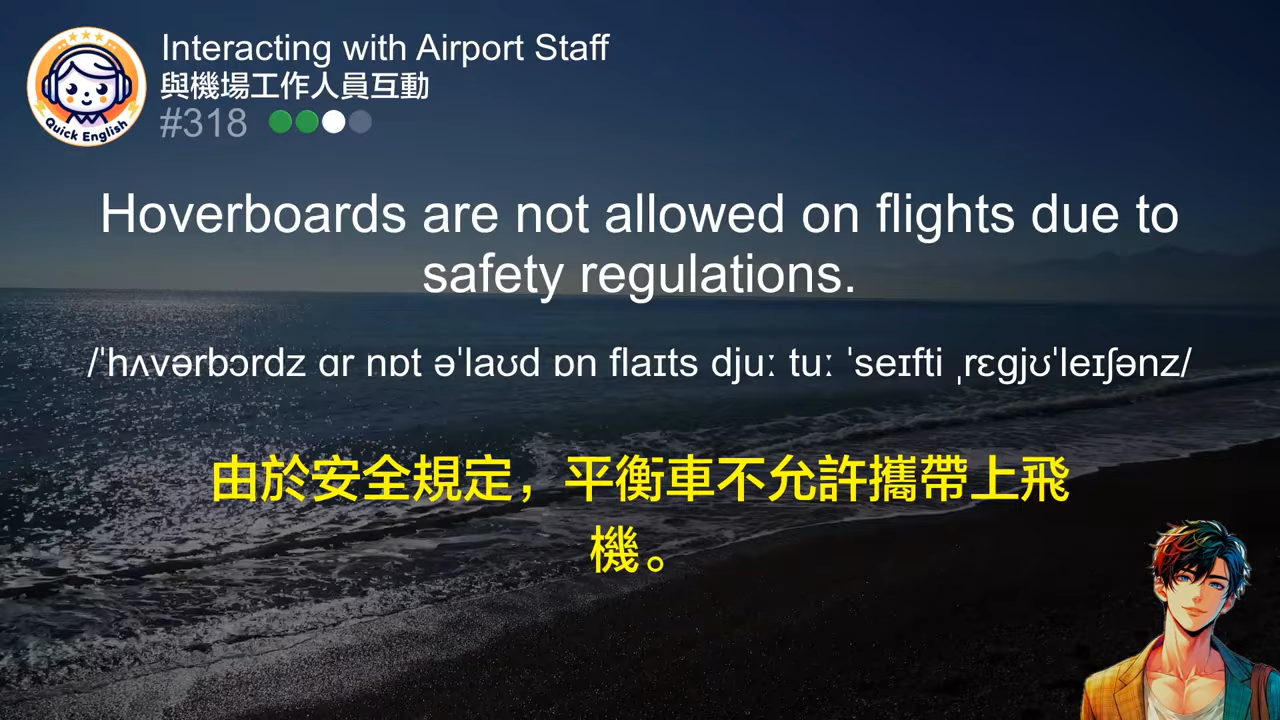 Quick English
Interacting with Airport Staff
與機場工作人員互動
#318
Hoverboards are not allowed on flights due to
safety regulations.
/ˈhʌvərbɔrdz ɑr nɒt əˈlaʊd ɒn flaɪts djuː tuː ˈseɪfti ˌrɛgjʊˈleɪʃənz/
由於安全規定，平衡車不允許攜帶上飛
機。